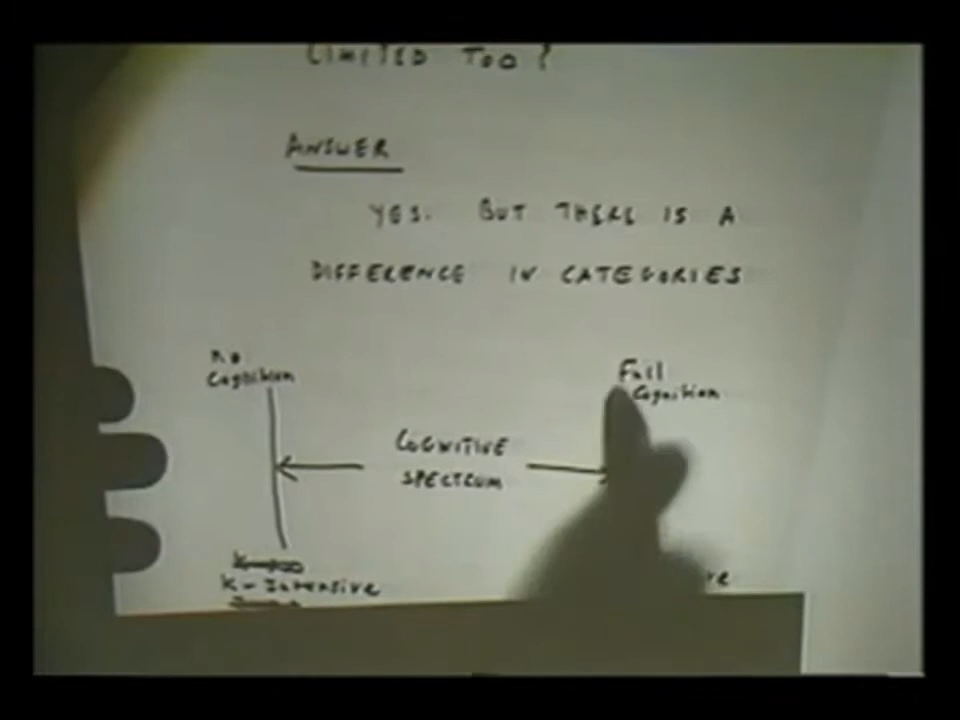 LIMITED TOO?
ANSWER
YES. BUT THERE IS A
DIFFERENCE IN CATEGORIES
no
Cognition
Full
Cognition
COGNITIVE
SPECTRUM
K-Intensive